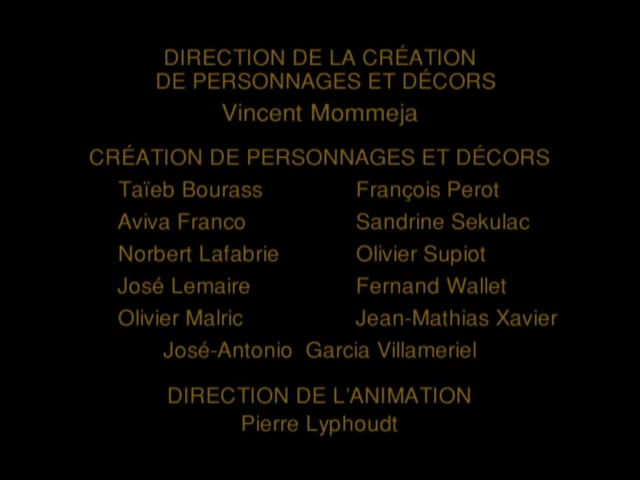 DIRECTION DE LA CRÉATION
DE PERSONNAGES ET DÉCORS
Vincent Mommeja
CRÉATION DE PERSONNAGES ET DÉCORS
Taïeb Bourass François Perot
Aviva Franco Sandrine Sekulac
Norbert Lafabrie Olivier Supiot
José Lemaire Fernand Wallet
Olivier Malric Jean-Mathias Xavier
José-Antonio Garcia Villameriel
DIRECTION DE L'ANIMATION
Pierre Lyphoudt